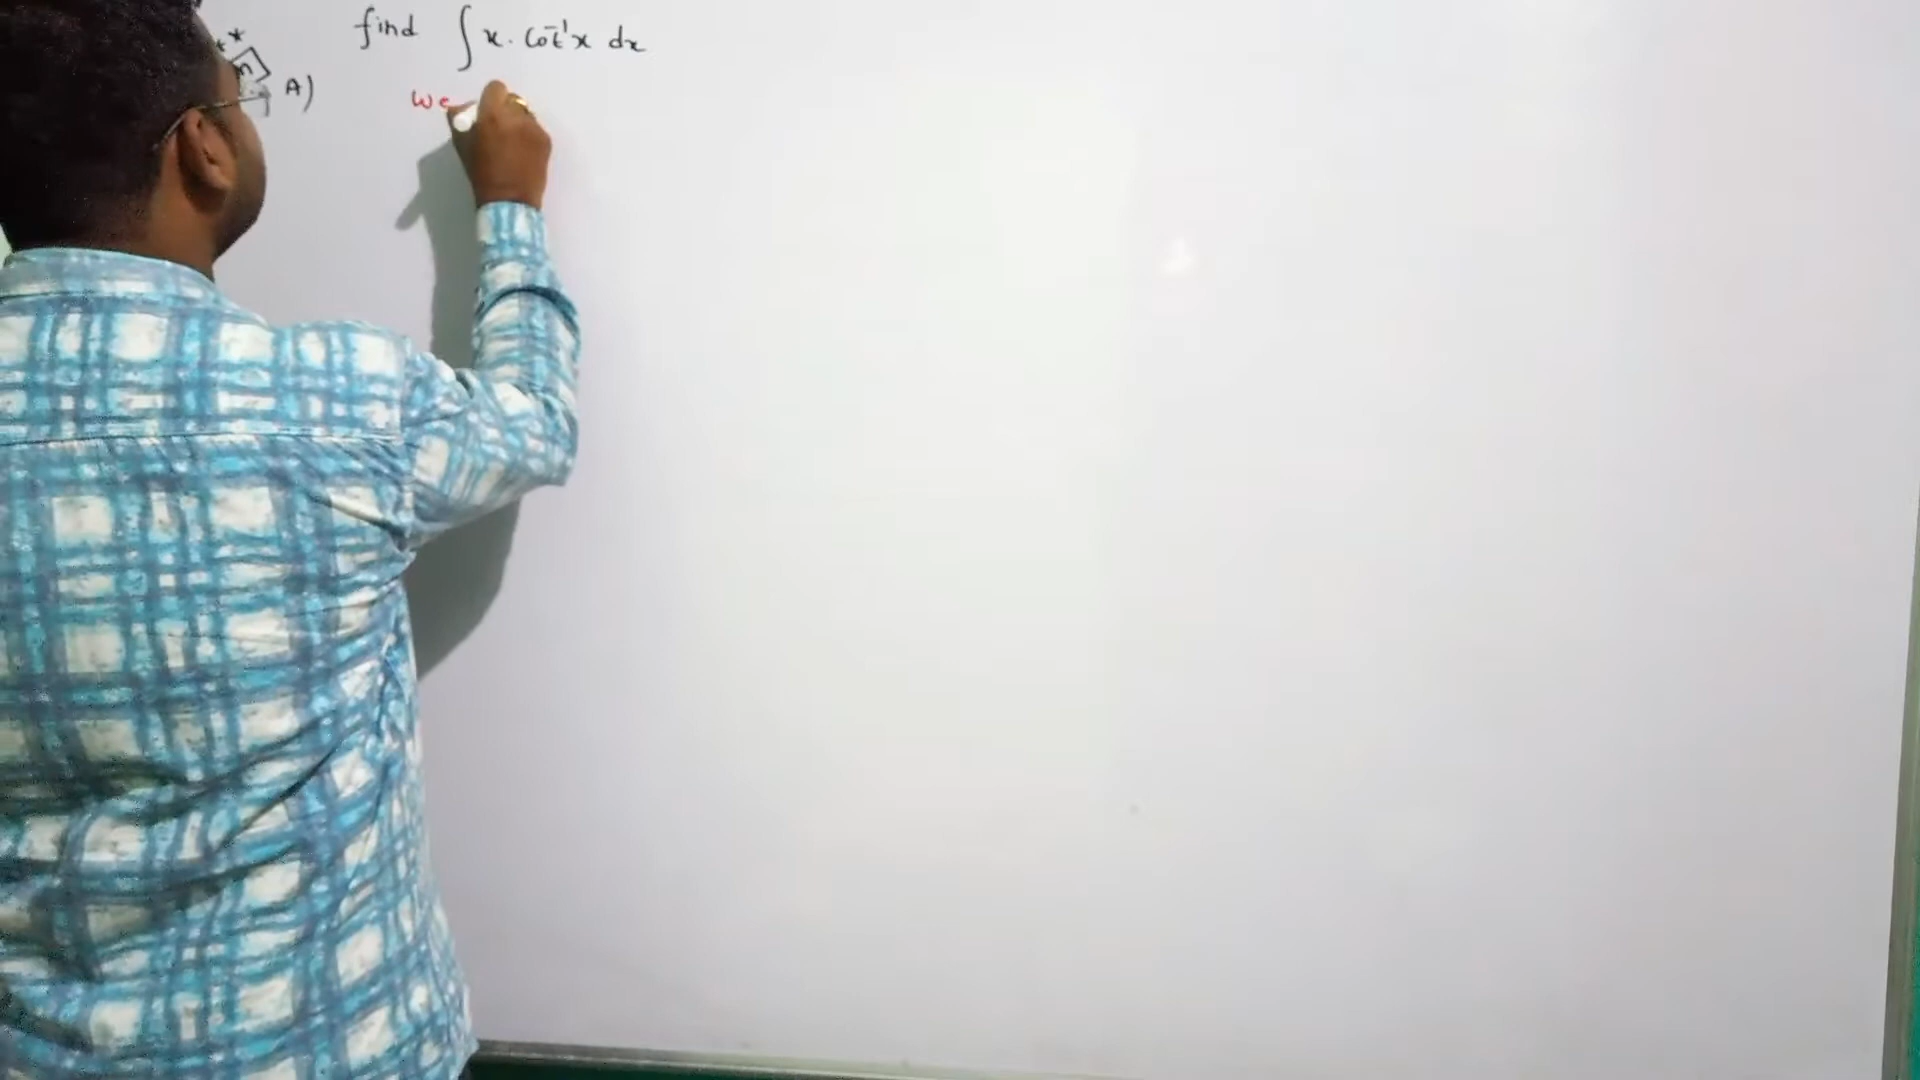 find ∫ x. Cot⁻¹x dx
A)
we